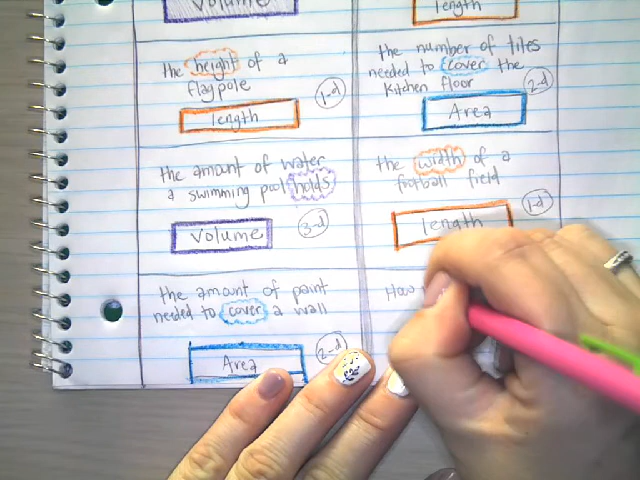 Volume
length
the height of a
flagpole
1-d
length
the number of tiles
needed to cover the
kitchen floor
2-d
Area
the amount of water
a swimming pool holds
Volume
3-d
the width of a
football field
1-d
length
the amount of paint
needed to cover a wall
2-d
Area
How